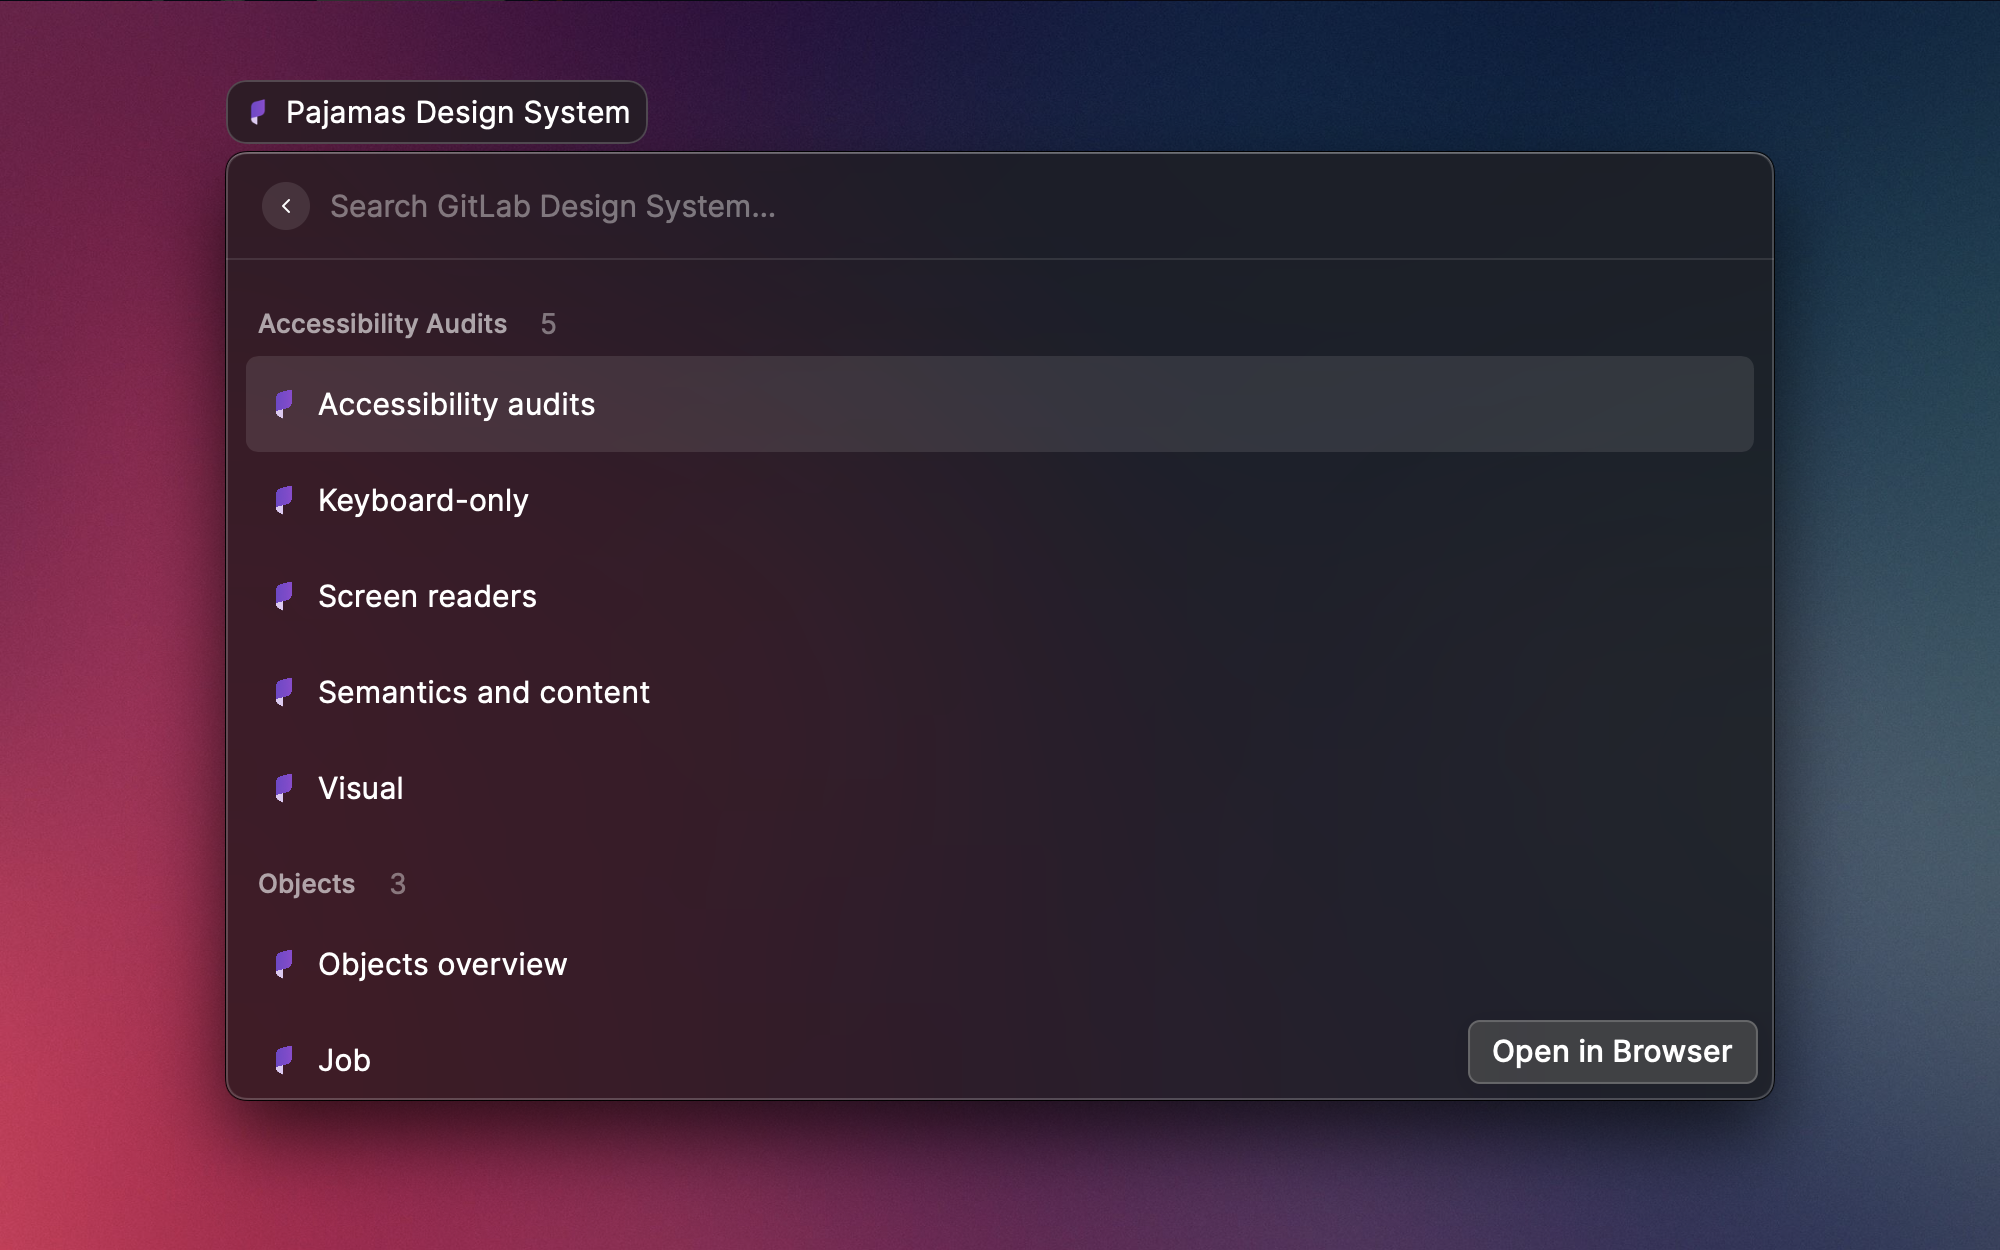 Pajamas Design System
Search GitLab Design System...
Accessibility Audits 5
Accessibility audits
Keyboard-only
Screen readers
Semantics and content
Visual
Objects 3
Objects overview
Job
Open in Browser